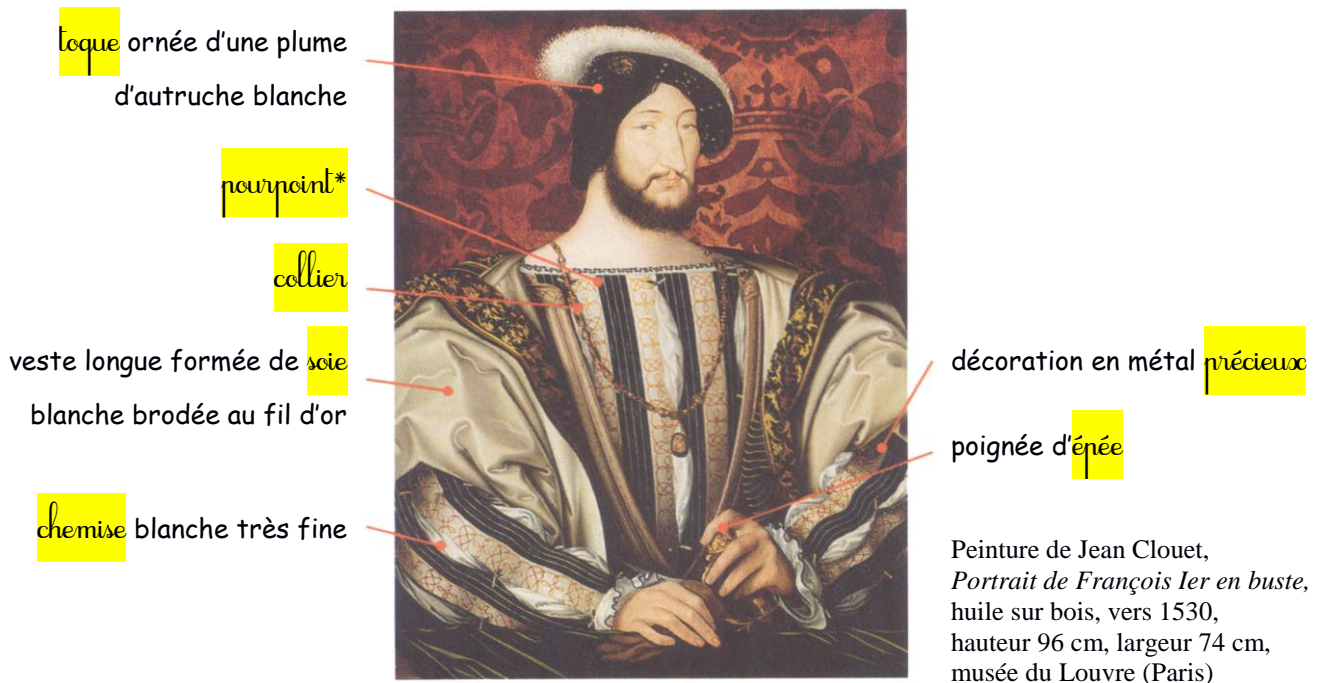 toque ornée d'une plume
d'autruche blanche
pourpoint*
collier
veste longue formée de soie
blanche brodée au fil d'or
chemise blanche très fine
décoration en métal précieux
poignée d'épée
Peinture de Jean Clouet,
Portrait de François Ier en buste,
huile sur bois, vers 1530,
hauteur 96 cm, largeur 74 cm,
musée du Louvre (Paris)